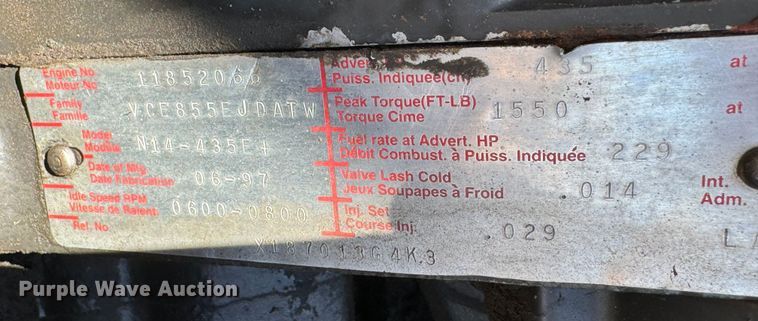 Engine No. Moteur No. 11852066
Family Famille VCE855EJDATW
Model Modele N14-435E+
Date of Mfg. Date Fabrication 06-97
Idle Speed RPM Vitesse de Ralenti 0600-0800
Ref. No
Advert. Puiss. Indiquée(ch) 435 at
Peak Torque(FT-LB) Torque Cime 1550 at
Fuel rate at Advert. HP Débit Combust. à Puiss. Indiquée 229
Valve Lash Cold Jeux Soupapes à Froid .014 Int. Adm.
Inj. Set Course Inj. .029
Purple Wave Auction